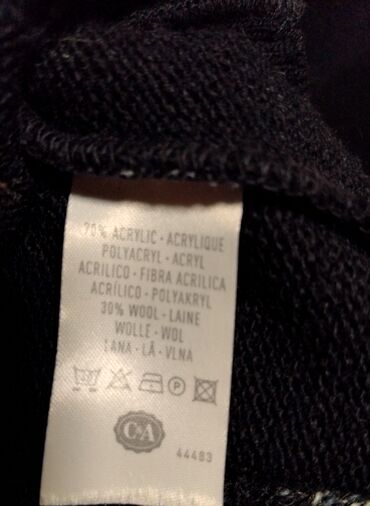 70% ACRYLIC · ACRYLIQUE
POLYACRYL · ACRYL
ACRILICO · FIBRA ACRILICA
ACRÍLICO · POLYAKRYL
30% WOOL · LAINE
WOLLE · WOL
LANA · LÃ · VLNA
P
C&A
44483